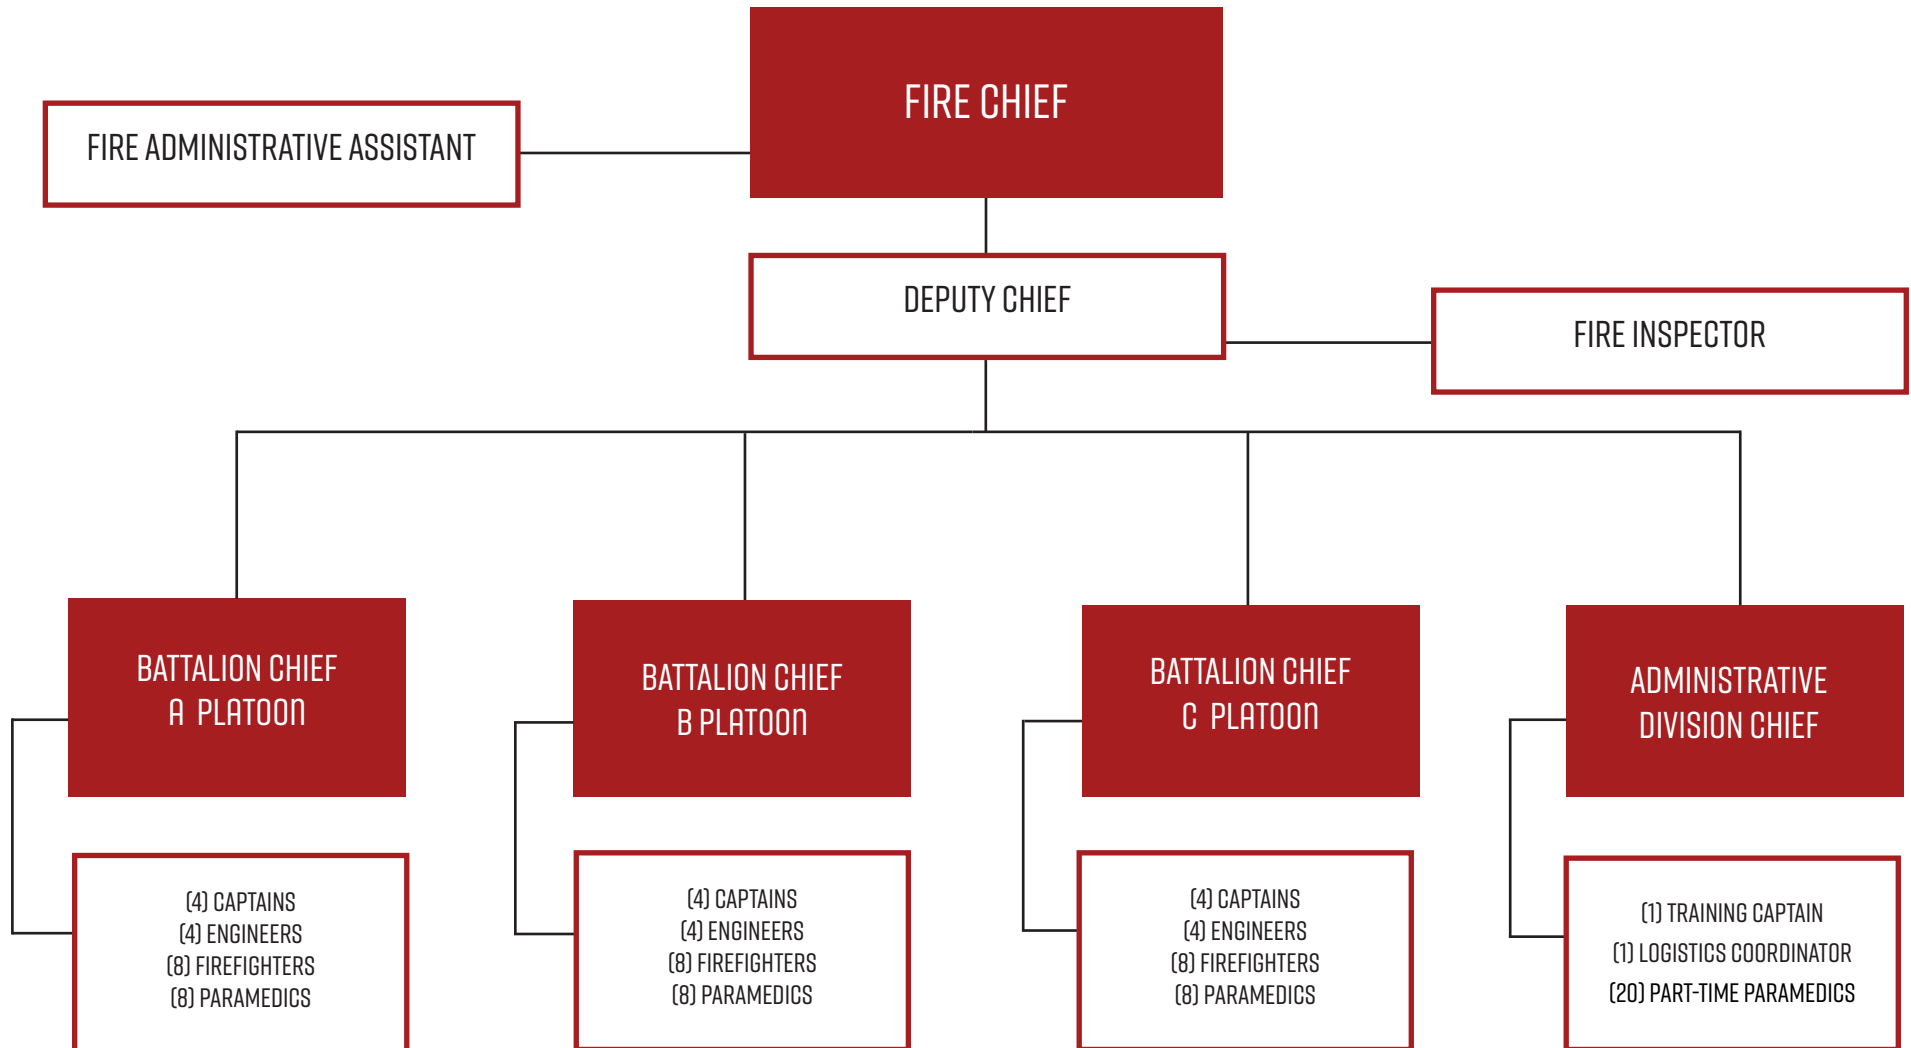 FIRE CHIEF
FIRE ADMINISTRATIVE ASSISTANT
DEPUTY CHIEF
FIRE INSPECTOR
BATTALION CHIEF
A PLATOON
BATTALION CHIEF
B PLATOON
BATTALION CHIEF
C PLATOON
ADMINISTRATIVE
DIVISION CHIEF
(4) CAPTAINS
(4) ENGINEERS
(8) FIREFIGHTERS
(8) PARAMEDICS
(4) CAPTAINS
(4) ENGINEERS
(8) FIREFIGHTERS
(8) PARAMEDICS
(4) CAPTAINS
(4) ENGINEERS
(8) FIREFIGHTERS
(8) PARAMEDICS
(1) TRAINING CAPTAIN
(1) LOGISTICS COORDINATOR
(20) PART-TIME PARAMEDICS